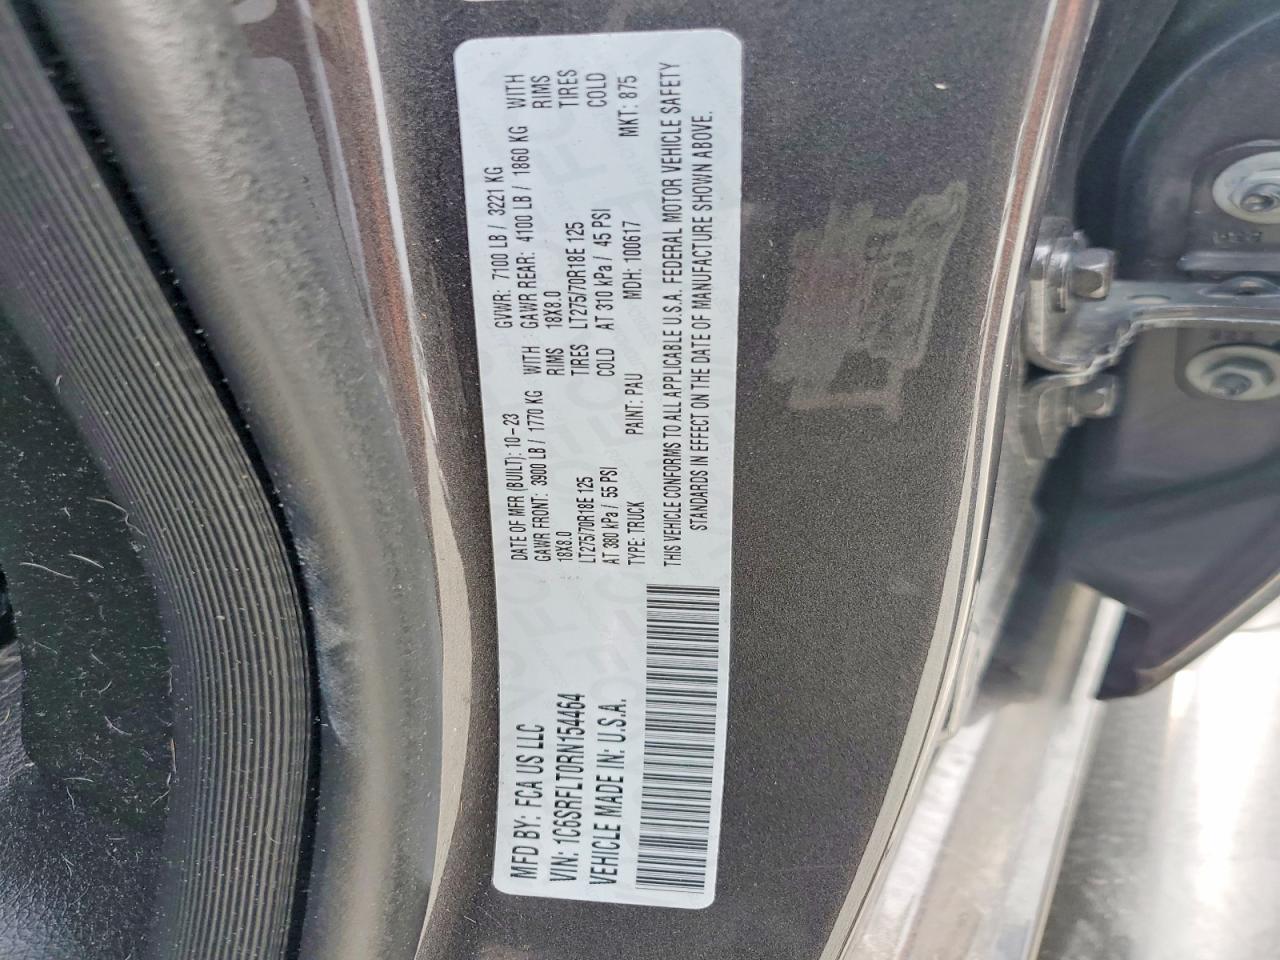 MFD BY: FCA US LLC
DATE OF MFR (BUILT): 10-23 GVWR: 7100 LB / 3221 KG
VIN: 1C6SRFLT0RN154464
GAWR FRONT: 3900 LB / 1770 KG WITH GAWR REAR: 4100 LB / 1860 KG WITH
18X8.0 RIMS 18X8.0 RIMS
LT275/70R18E 125 TIRES LT275/70R18E 125 TIRES
VEHICLE MADE IN: U.S.A.
AT 380 kPa / 55 PSI COLD AT 310 kPa / 45 PSI COLD
TYPE: TRUCK PAINT: PAU MDH: 100617 MKT: 875
THIS VEHICLE CONFORMS TO ALL APPLICABLE U.S.A. FEDERAL MOTOR VEHICLE SAFETY
STANDARDS IN EFFECT ON THE DATE OF MANUFACTURE SHOWN ABOVE.